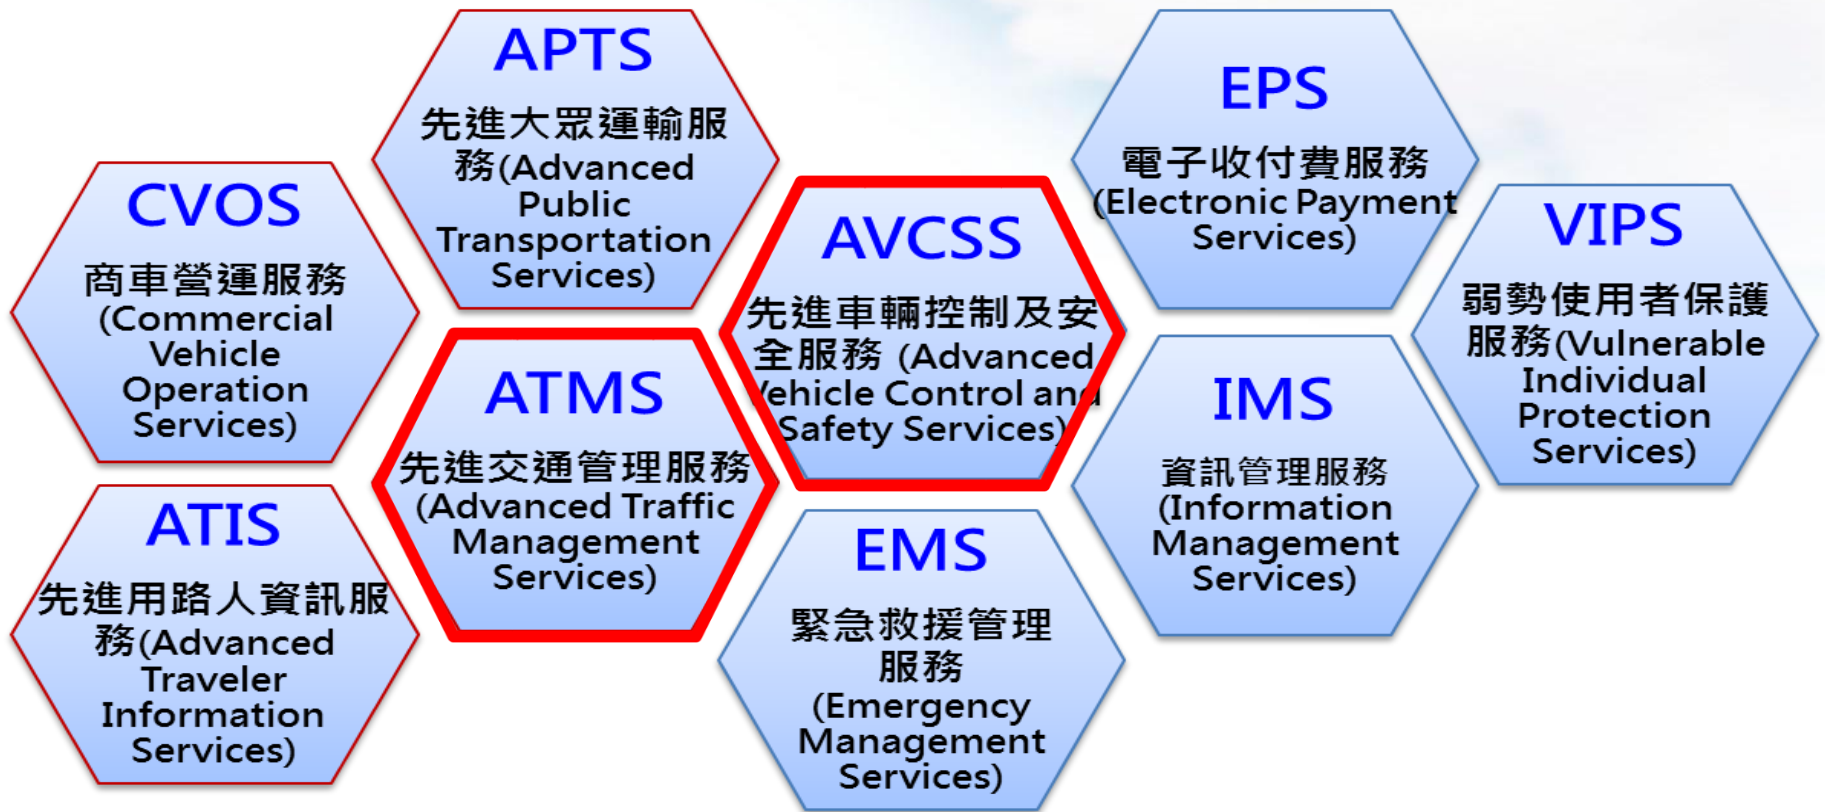 APTS
先進大眾運輸服
務(Advanced
Public
Transportation
Services)
EPS
電子收付費服務
(Electronic Payment
Services)
CVOS
商車營運服務
(Commercial
Vehicle
Operation
Services)
AVCSS
先進車輛控制及安
全服務 (Advanced
Vehicle Control and
Safety Services)
VIPS
弱勢使用者保護
服務(Vulnerable
Individual
Protection
Services)
ATMS
先進交通管理服務
(Advanced Traffic
Management
Services)
IMS
資訊管理服務
(Information
Management
Services)
ATIS
先進用路人資訊服
務(Advanced
Traveler
Information
Services)
EMS
緊急救援管理
服務
(Emergency
Management
Services)